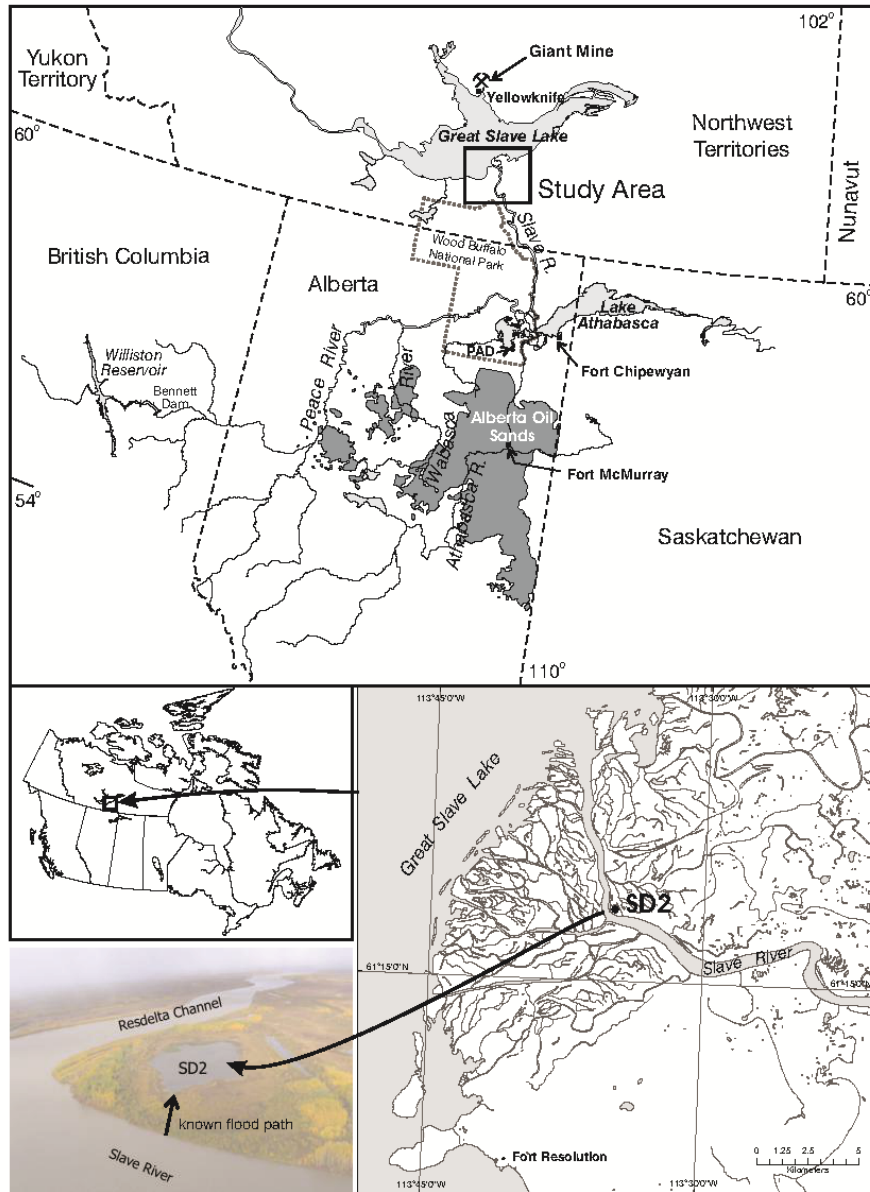 102°
Giant Mine
Yukon
Territory
Yellowknife
60°
Great Slave Lake
Northwest
Territories
Study Area
Nunavut
Slave R.
Wood Buffalo
National Park
British Columbia
Alberta
60°
Lake
Athabasca
PAD
Fort Chipewyan
Williston
Reservoir
Bennett
Dam
Peace River
Wabasca River
Alberta Oil
Sands
Fort McMurray
54°
Athabasca R.
Saskatchewan
110°
113°45'0"W
113°30'0"W
Great Slave Lake
SD2
Slave River
61°15'0"N
61°15'0"N
Fort Resolution
0 1.25 2.5 5
Kilometers
113°45'0"W
113°30'0"W
Resdelta Channel
SD2
known flood path
Slave River